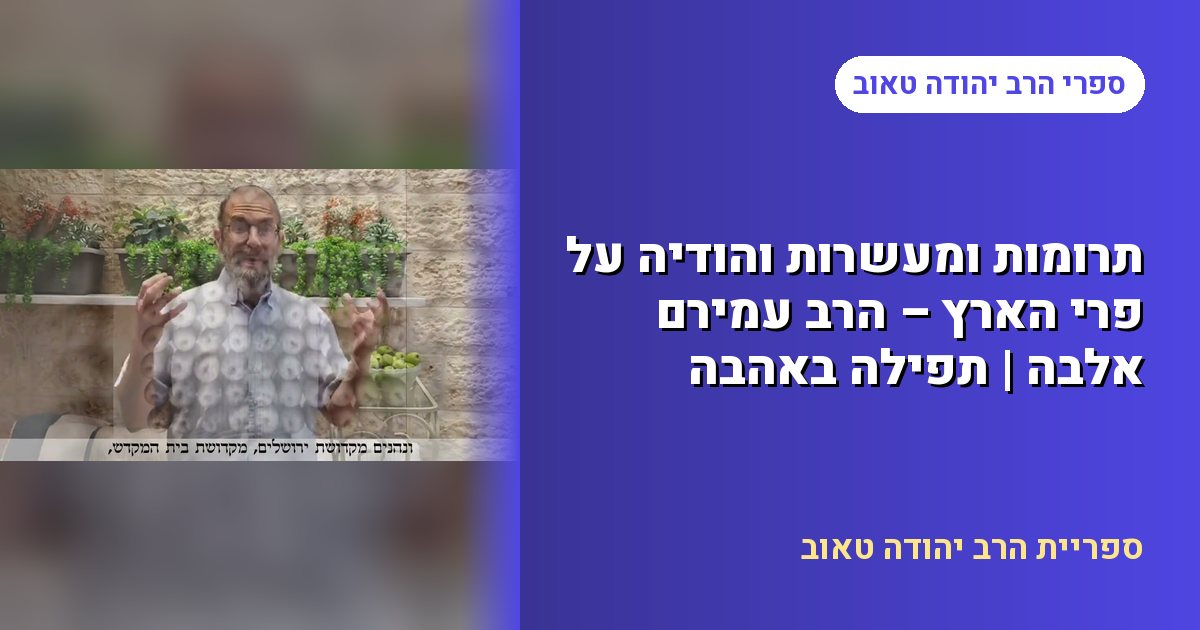 ספרי הרב יהודה טאוב
תרומות ומעשרות והודיה על
פרי הארץ – הרב עמירם
אלבה | תפילה באהבה
ונהנים מקדושת ירושלים, מקדושת בית המקדש,
ספריית הרב יהודה טאוב